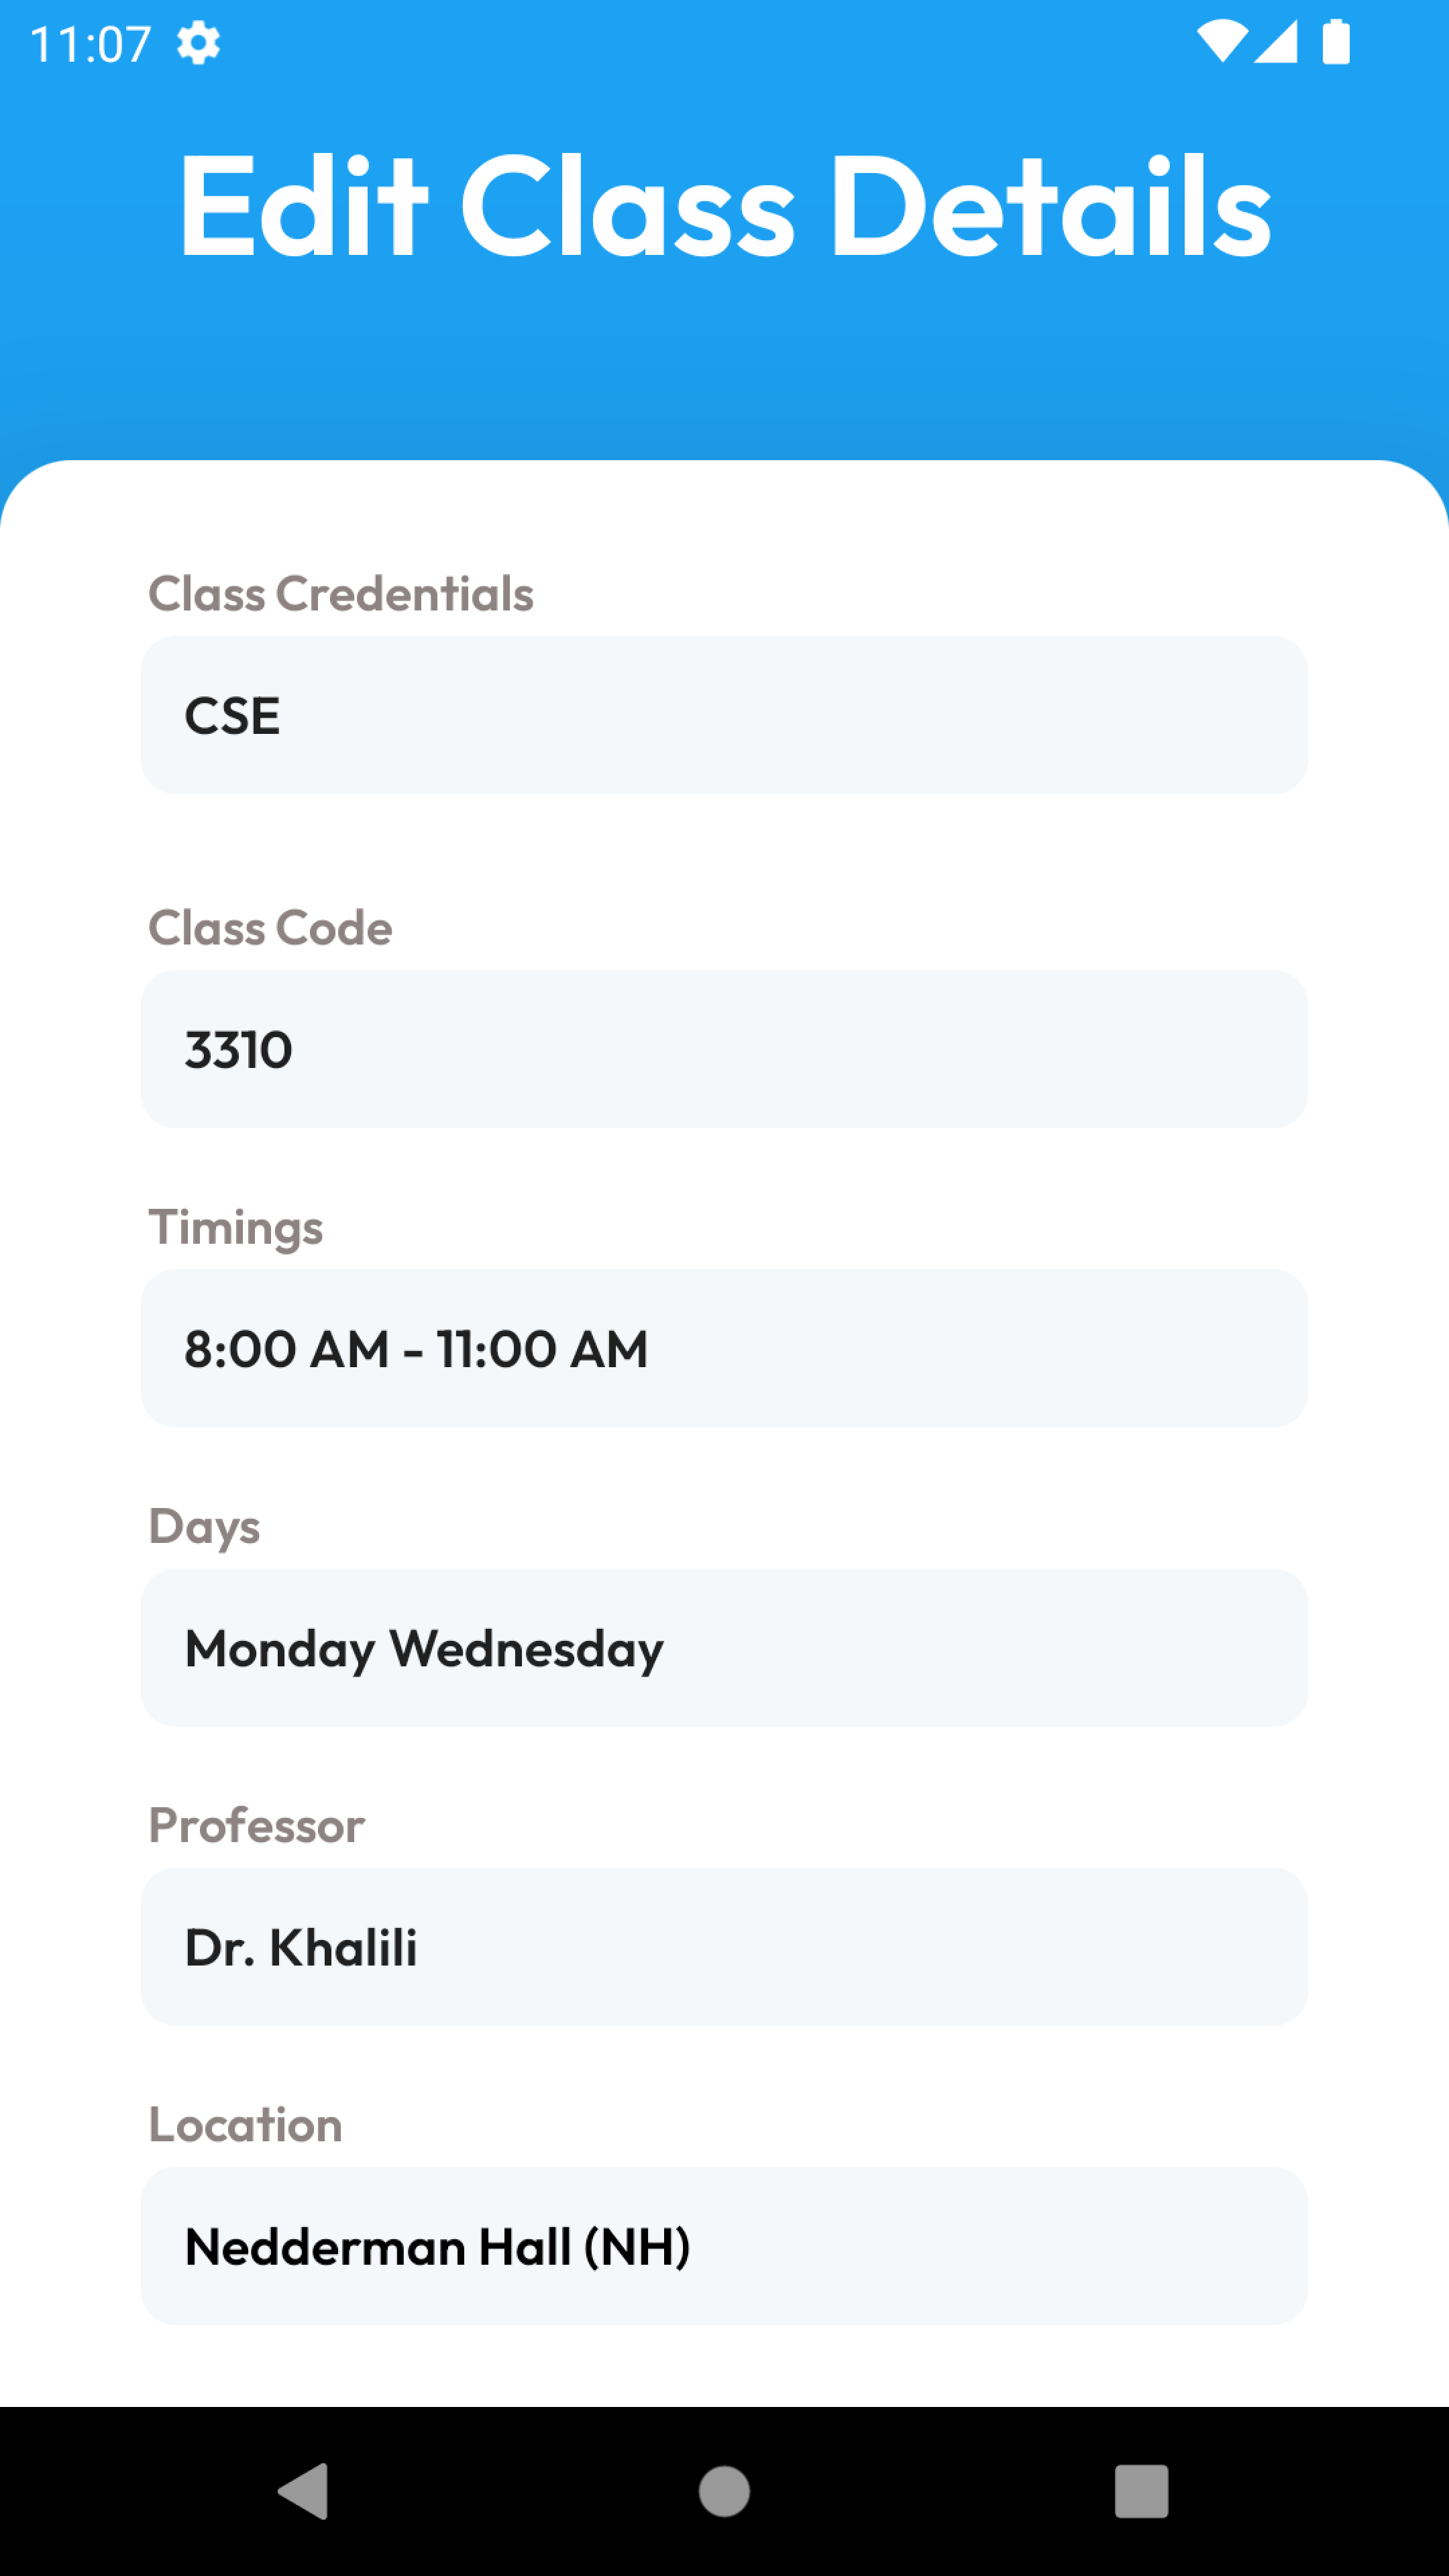 11:07
Edit Class Details
Class Credentials
CSE
Class Code
3310
Timings
8:00 AM - 11:00 AM
Days
Monday Wednesday
Professor
Dr. Khalili
Location
Nedderman Hall (NH)